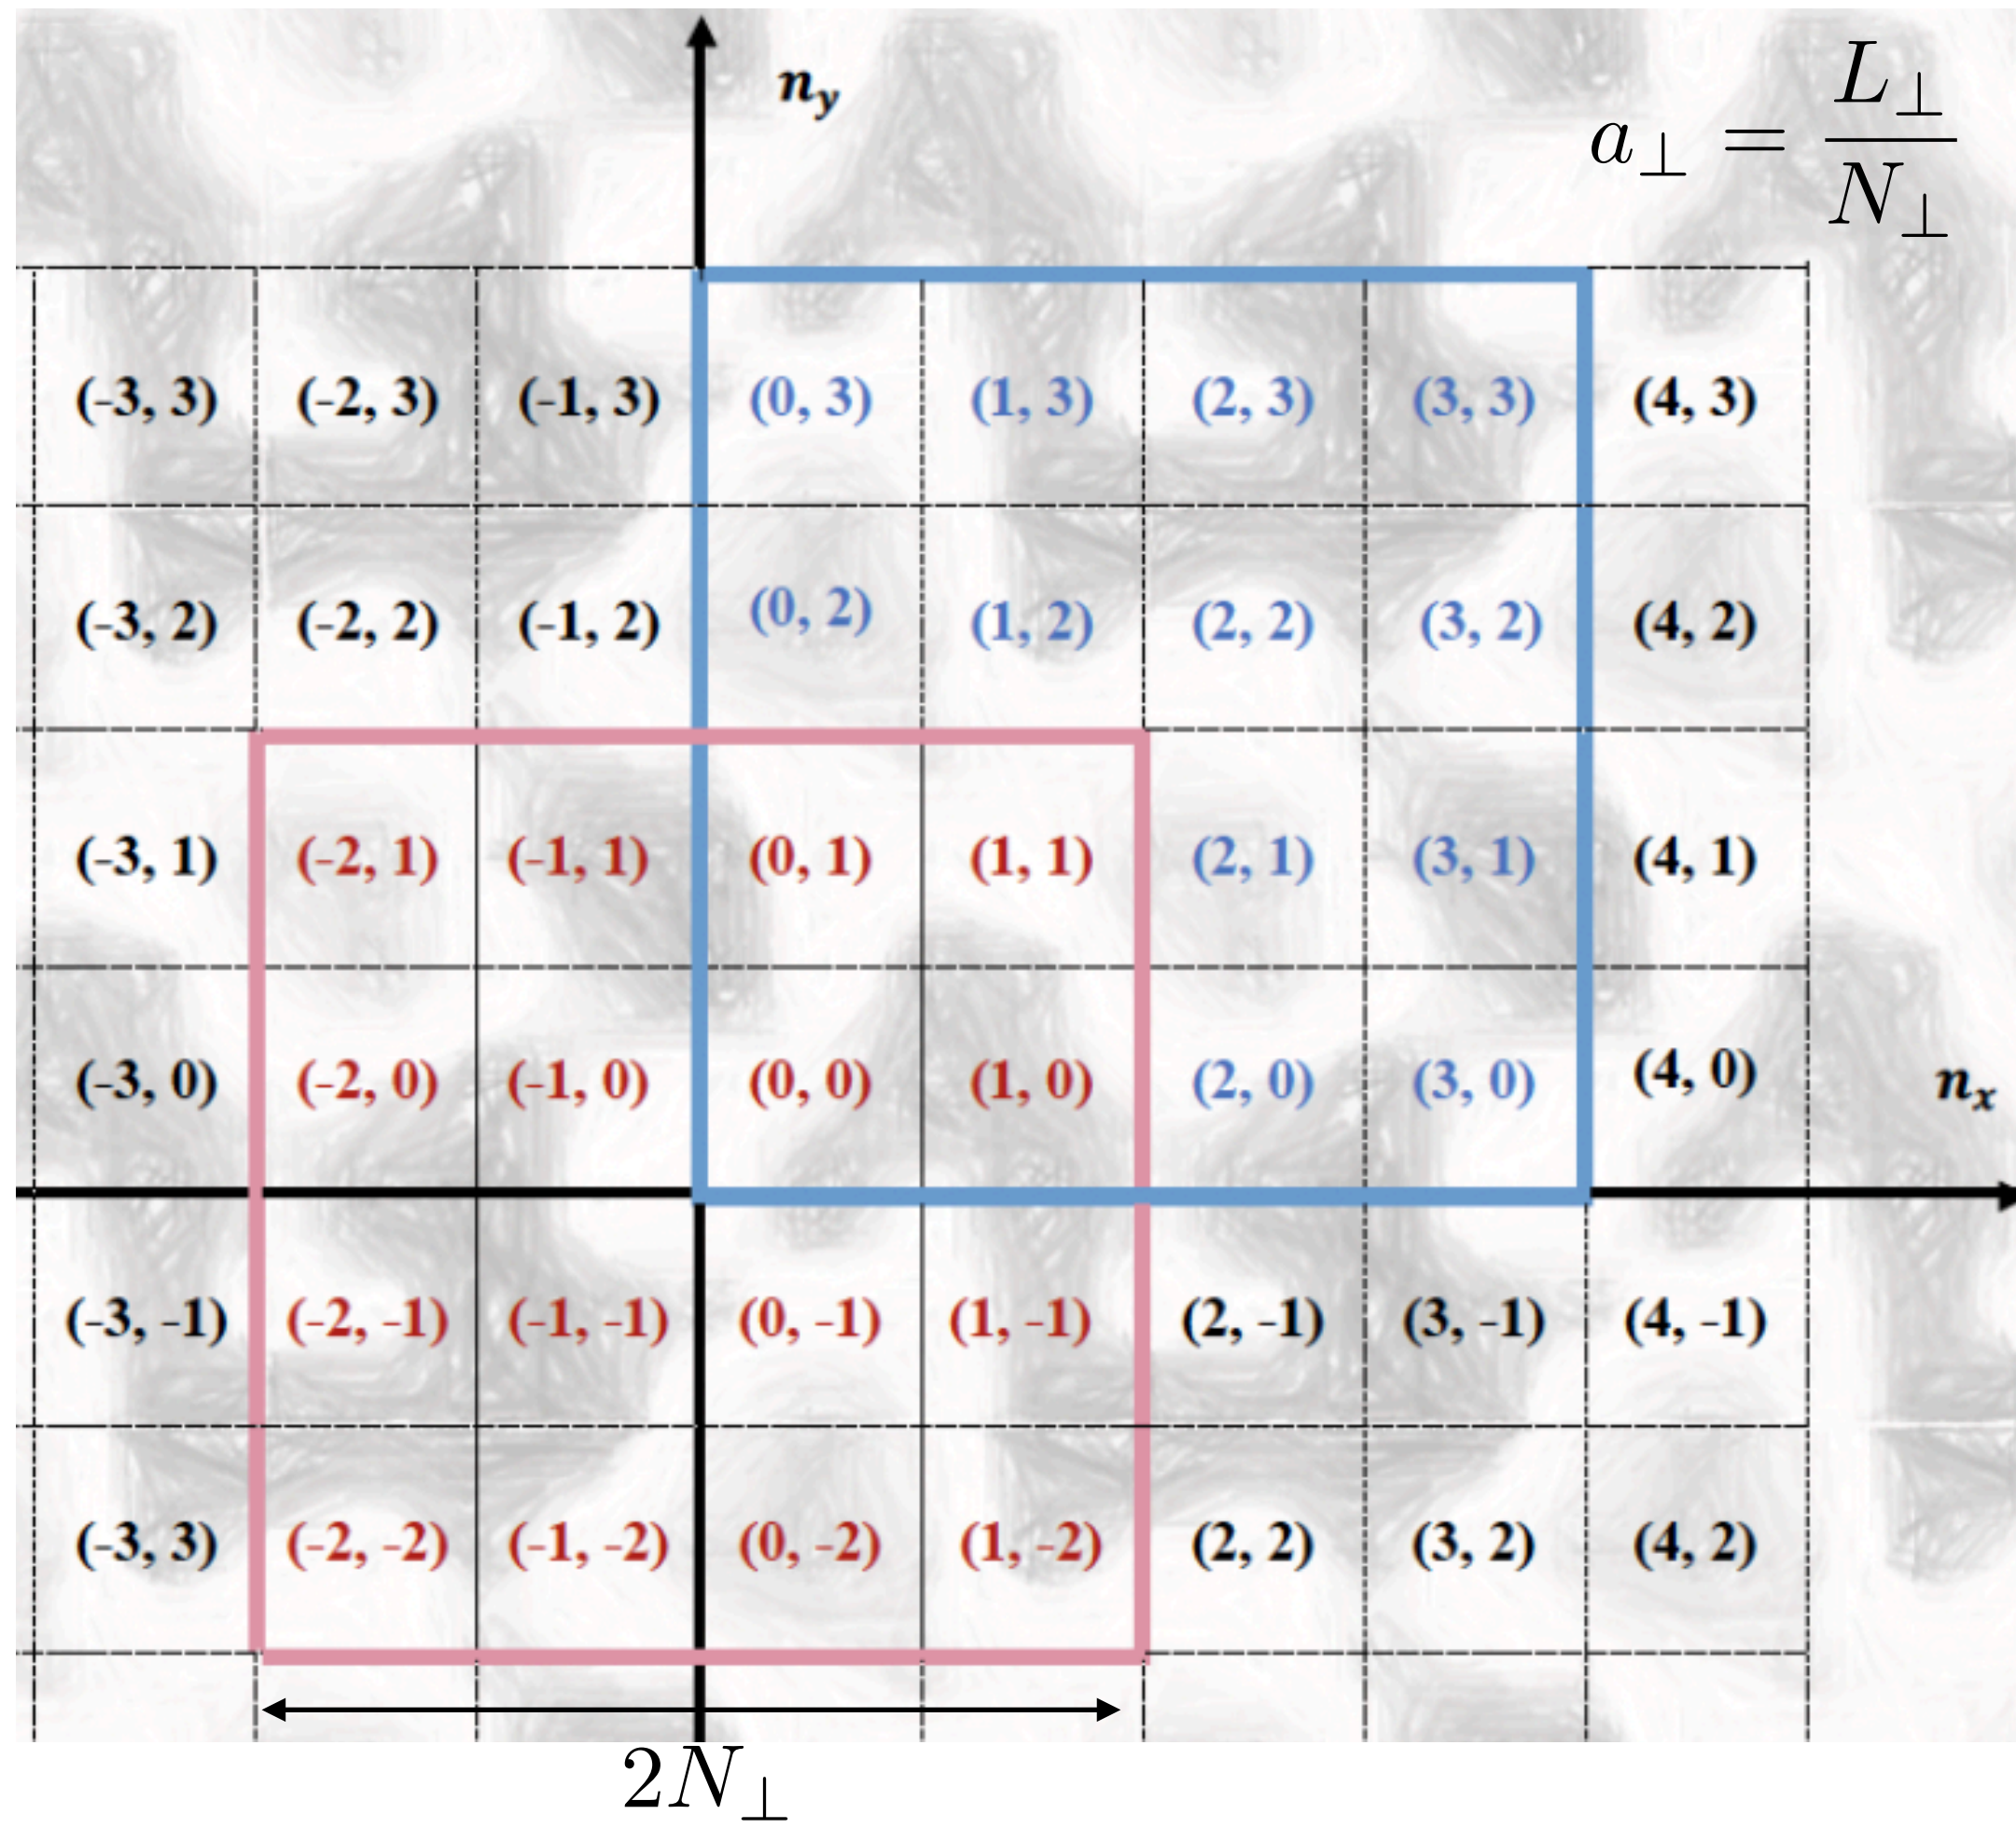 n_y
a_⊥ = L_⊥ / N_⊥
(-3, 3) (-2, 3) (-1, 3) (0, 3) (1, 3) (2, 3) (3, 3) (4, 3)
(-3, 2) (-2, 2) (-1, 2) (0, 2) (1, 2) (2, 2) (3, 2) (4, 2)
(-3, 1) (-2, 1) (-1, 1) (0, 1) (1, 1) (2, 1) (3, 1) (4, 1)
(-3, 0) (-2, 0) (-1, 0) (0, 0) (1, 0) (2, 0) (3, 0) (4, 0) n_x
(-3, -1) (-2, -1) (-1, -1) (0, -1) (1, -1) (2, -1) (3, -1) (4, -1)
(-3, 3) (-2, -2) (-1, -2) (0, -2) (1, -2) (2, 2) (3, 2) (4, 2)
2N_⊥